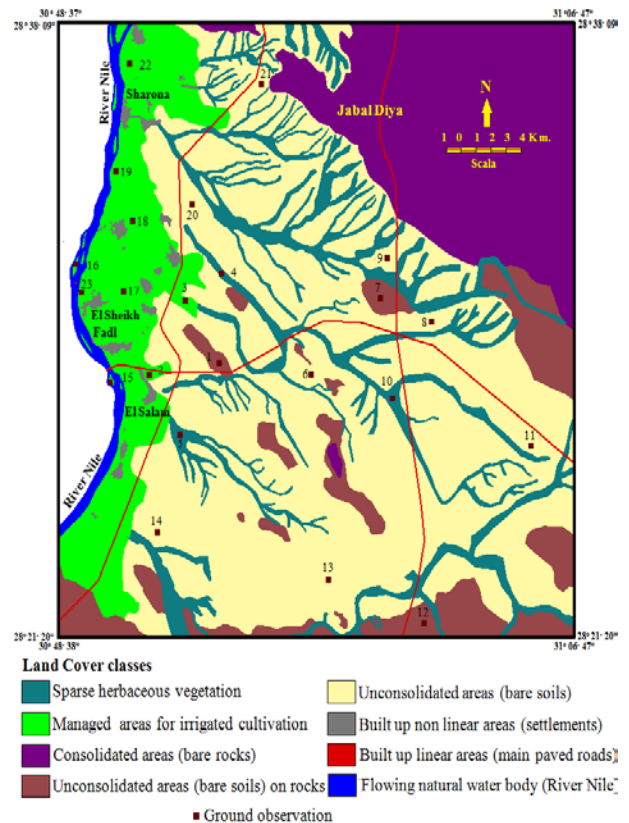 30° 48' 37"
31° 06' 47"
28° 38' 09"
28° 38' 09"
River Nile
22
Sharona
21
Jabal Diya
N
1 0 1 2 3 4 Km.
Scala
19
18
20
16
23
17
El Sheikh
Fadl
3
4
9
7
8
1
2
15
6
10
El Salam
11
River Nile
14
13
12
28° 21' 20"
28° 21' 20"
30° 48' 38"
31° 06' 47"
Land Cover classes
Sparse herbaceous vegetation
Unconsolidated areas (bare soils)
Managed areas for irrigated cultivation
Built up non linear areas (settlements)
Consolidated areas (bare rocks)
Built up linear areas (main paved roads)
Unconsolidated areas (bare soils) on rocks
Flowing natural water body (River Nile)
Ground observation